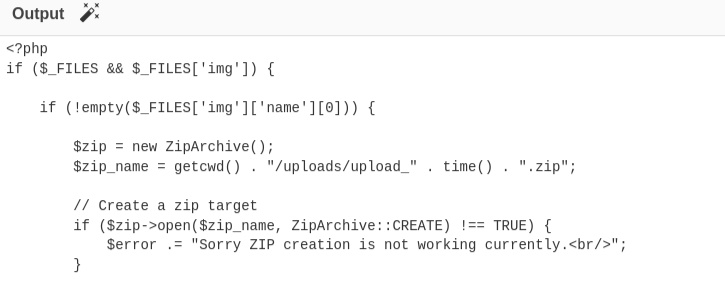 Output
<?php
if ($_FILES && $_FILES['img']) {
    if (!empty($_FILES['img']['name'][0])) {
        $zip = new ZipArchive();
        $zip_name = getcwd() . "/uploads/upload_" . time() . ".zip";
        // Create a zip target
        if ($zip->open($zip_name, ZipArchive::CREATE) !== TRUE) {
            $error .= "Sorry ZIP creation is not working currently.<br/>";
        }